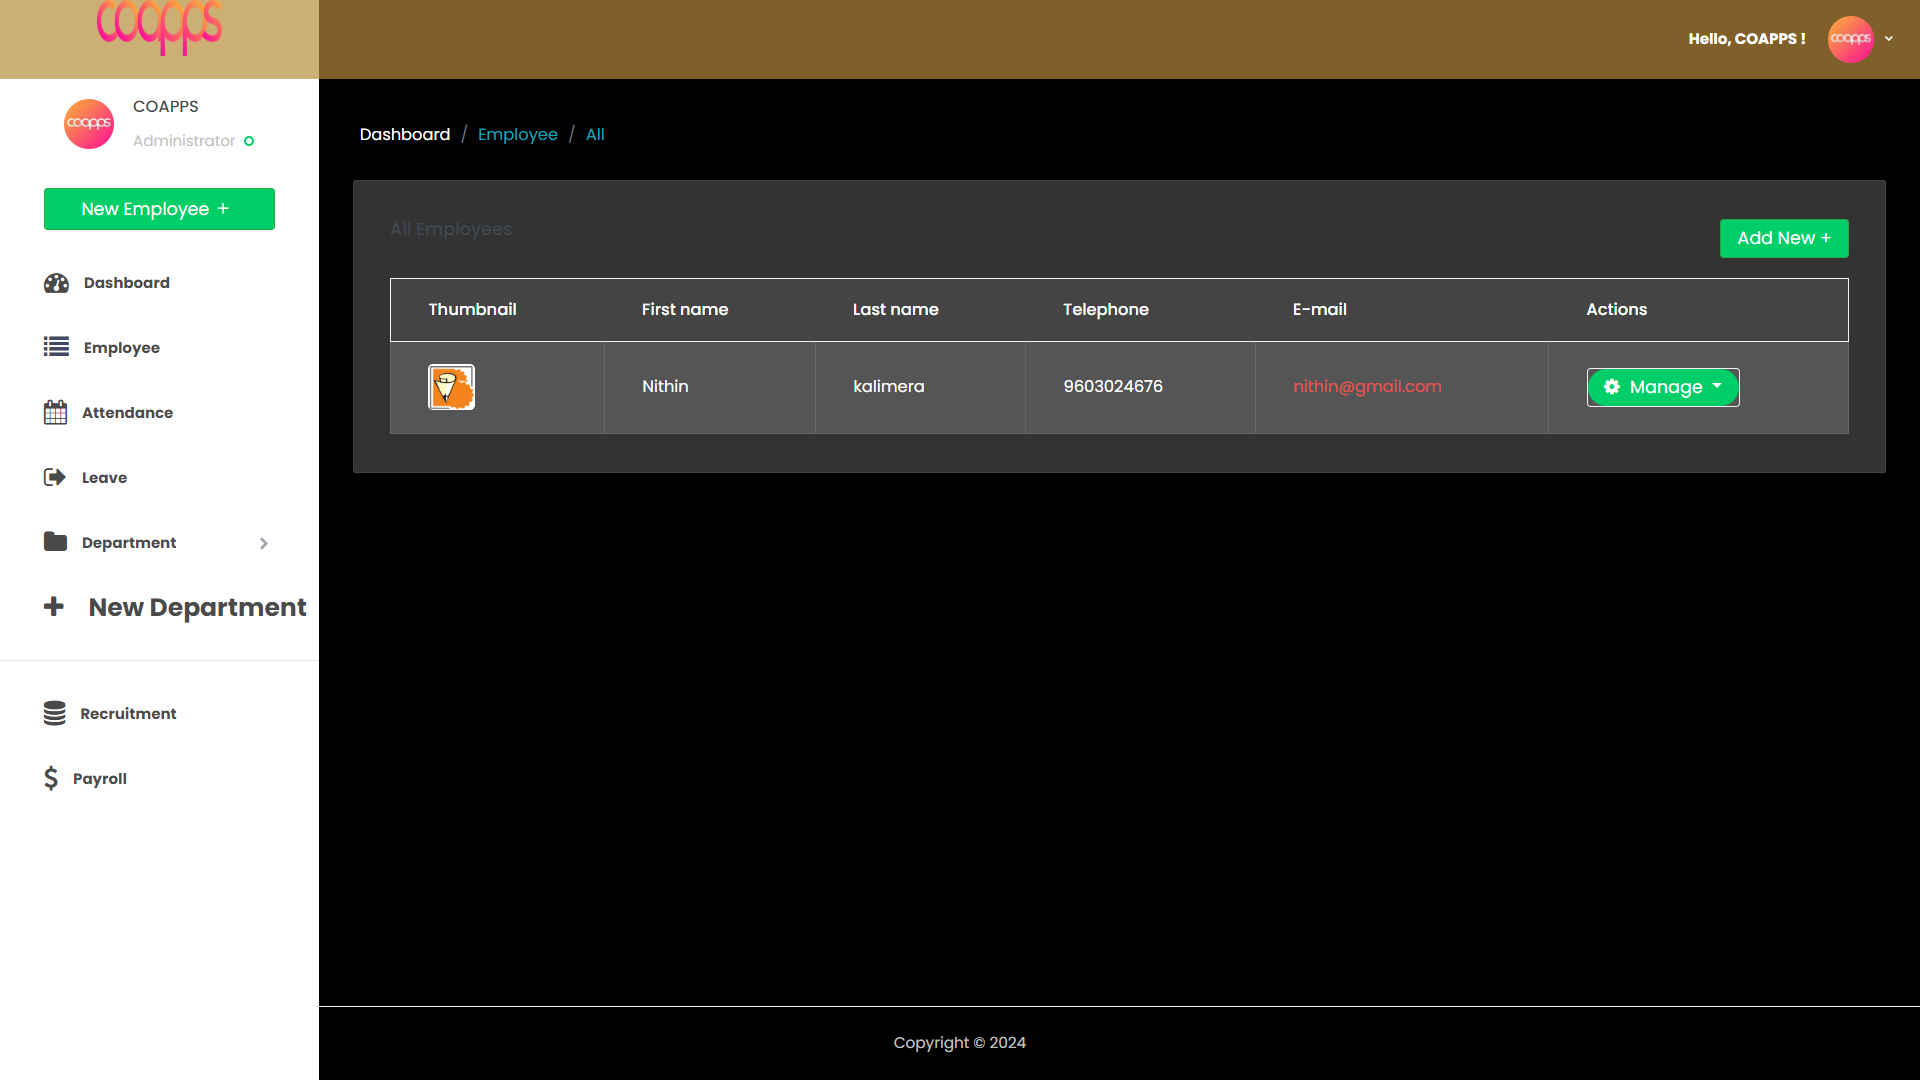 coapps
Hello, COAPPS !
coapps
coapps
COAPPS
Administrator
New Employee +
Dashboard
Employee
Attendance
Leave
Department
New Department
Recruitment
Payroll
Dashboard / Employee / All
All Employees
Add New +
Thumbnail First name Last name Telephone E-mail Actions
Nithin kalimera 9603024676 nithin@gmail.com Manage
Copyright © 2024